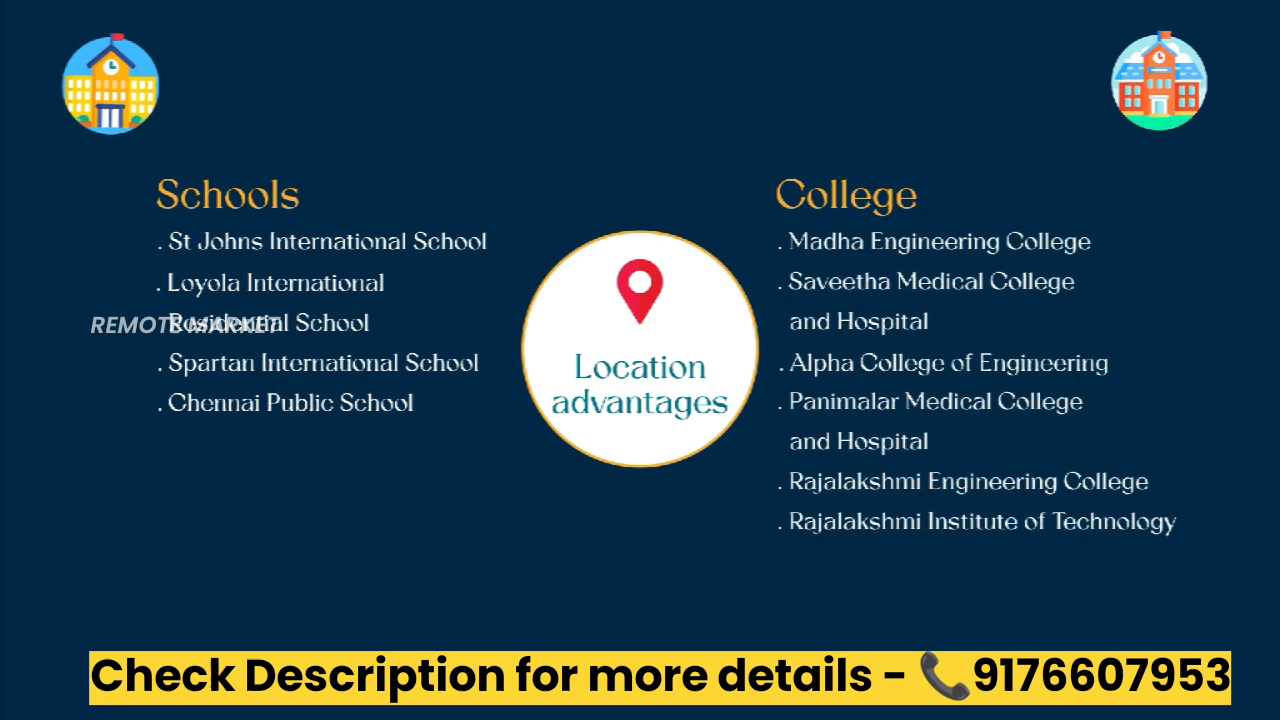 Schools
. St Johns International School
. Loyola International
Residential School
. Spartan International School
. Chennai Public School
REMOTE MARKET
Location
advantages
College
. Madha Engineering College
. Saveetha Medical College
and Hospital
. Alpha College of Engineering
. Panimalar Medical College
and Hospital
. Rajalakshmi Engineering College
. Rajalakshmi Institute of Technology
Check Description for more details - 📞9176607953